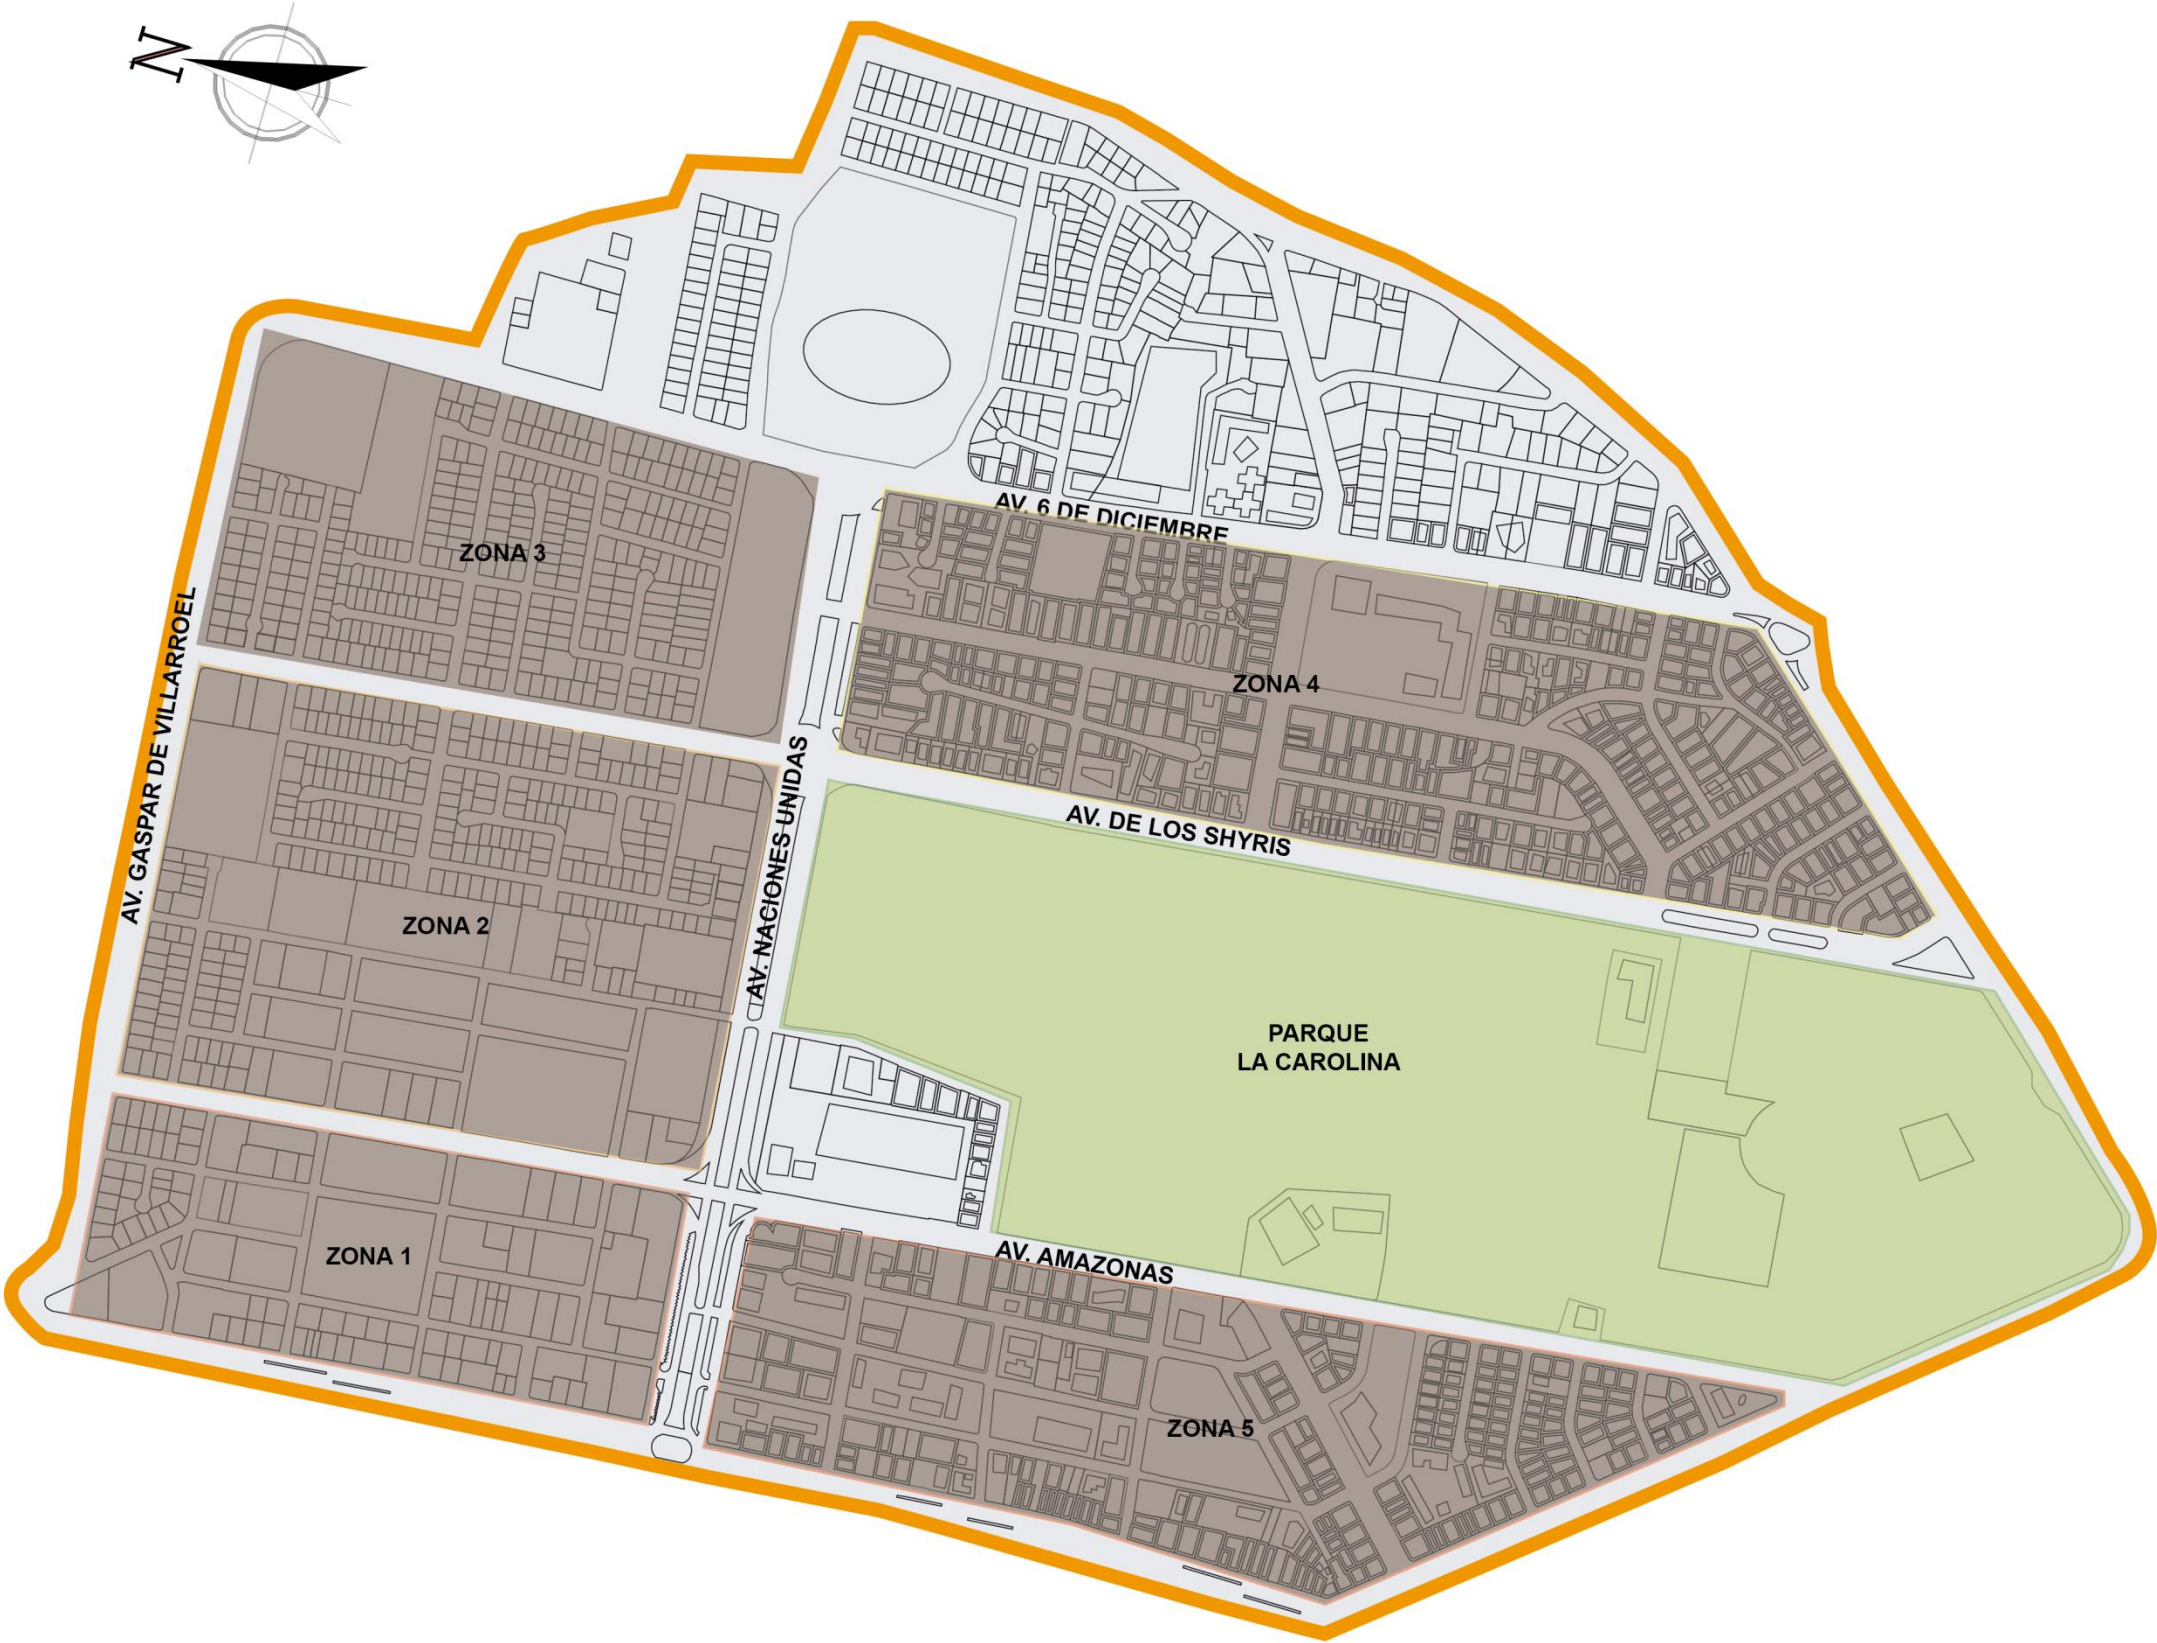 N
AV. 6 DE DICIEMBRE
ZONA 3
AV. GASPAR DE VILLARROEL
ZONA 4
AV. NACIONES UNIDAS
AV. DE LOS SHYRIS
ZONA 2
PARQUE
LA CAROLINA
ZONA 1
AV. AMAZONAS
ZONA 5